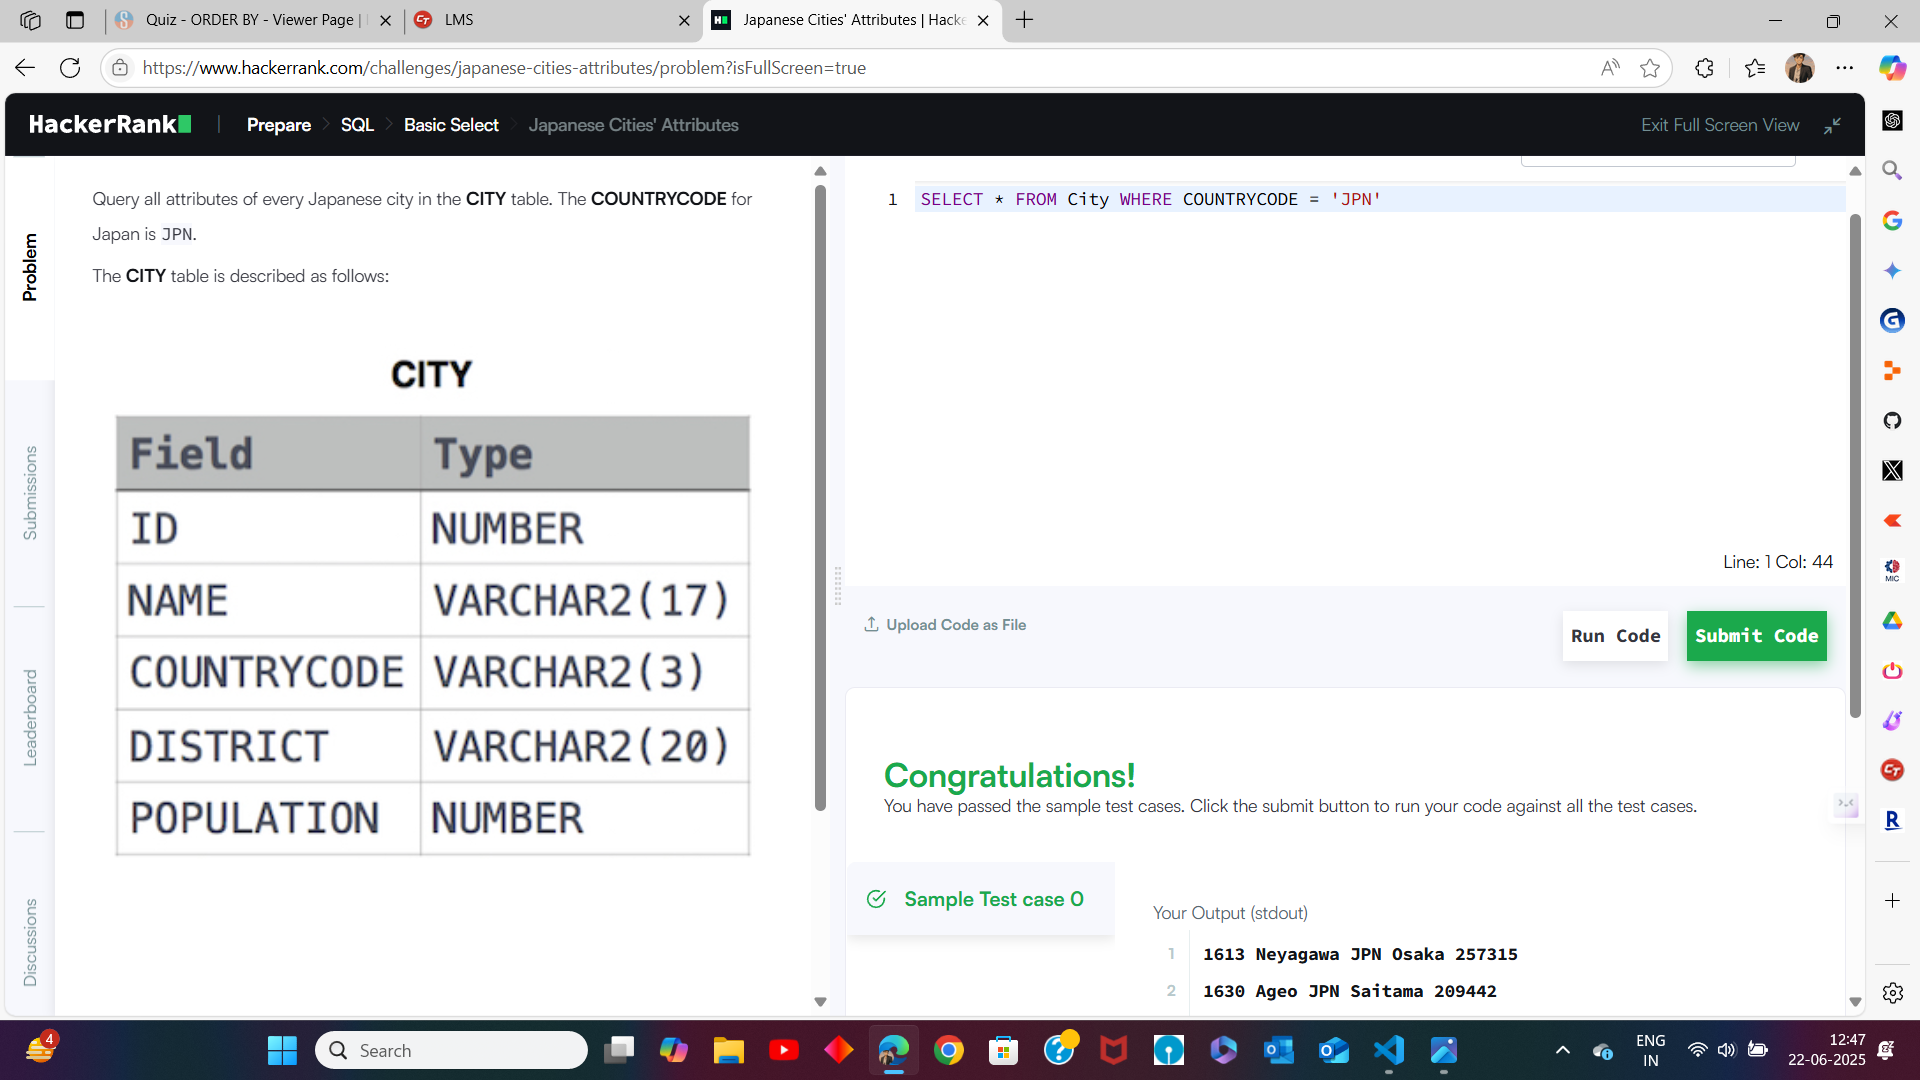 Quiz - ORDER BY - Viewer Page |
LMS
Japanese Cities' Attributes | Hacke
https://www.hackerrank.com/challenges/japanese-cities-attributes/problem?isFullScreen=true
HackerRank
Prepare
SQL
Basic Select
Japanese Cities' Attributes
Exit Full Screen View
Problem
Submissions
Leaderboard
Discussions
Query all attributes of every Japanese city in the CITY table. The COUNTRYCODE for
Japan is JPN.
The CITY table is described as follows:
CITY
Field Type
ID NUMBER
NAME VARCHAR2(17)
COUNTRYCODE VARCHAR2(3)
DISTRICT VARCHAR2(20)
POPULATION NUMBER
1 SELECT * FROM City WHERE COUNTRYCODE = 'JPN'
Line: 1 Col: 44
Upload Code as File
Run Code
Submit Code
Congratulations!
You have passed the sample test cases. Click the submit button to run your code against all the test cases.
Sample Test case 0
Your Output (stdout)
1 1613 Neyagawa JPN Osaka 257315
2 1630 Ageo JPN Saitama 209442
MIC
4
Search
ENG
IN
12:47
22-06-2025